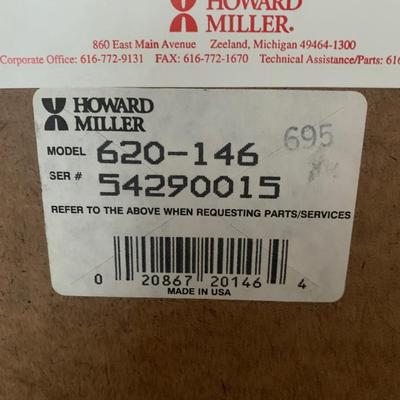 HOWARD
MILLER®
860 East Main Avenue Zeeland, Michigan 49464-1300
Corporate Office: 616-772-9131 FAX: 616-772-1670 Technical Assistance/Parts: 616
HOWARD
MILLER
695
MODEL 620-146
SER # 54290015
REFER TO THE ABOVE WHEN REQUESTING PARTS/SERVICES
0 20867 20146 4
MADE IN USA